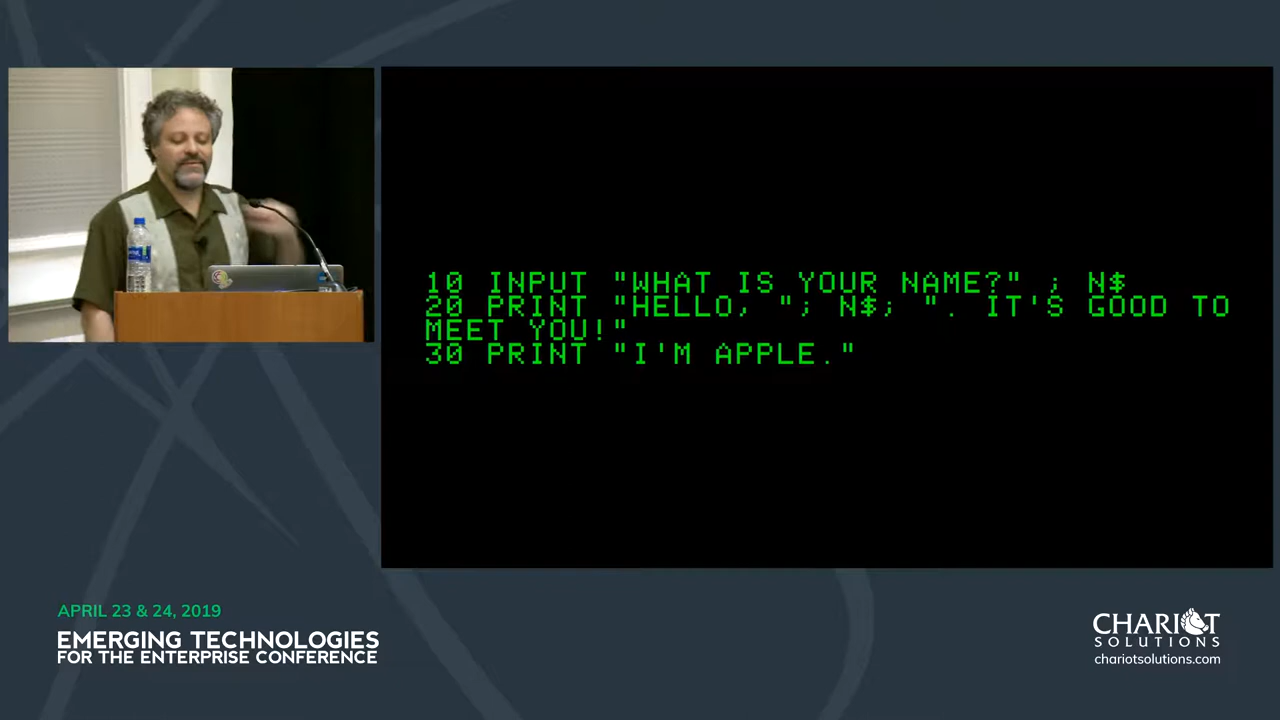 10 INPUT "WHAT IS YOUR NAME?" ; N$
20 PRINT "HELLO, "; N$; ". IT'S GOOD TO
MEET YOU!"
30 PRINT "I'M APPLE."
APRIL 23 & 24, 2019
EMERGING TECHNOLOGIES
FOR THE ENTERPRISE CONFERENCE
CHARIOT
SOLUTIONS
chariotsolutions.com